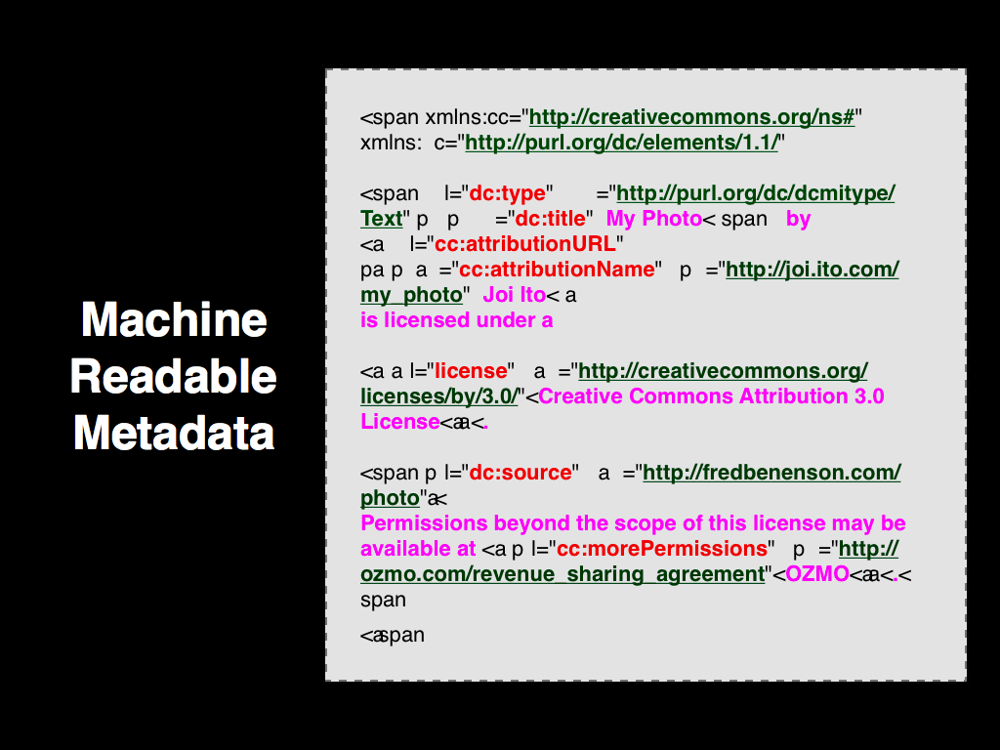 Machine
Readable
Metadata
<span xmlns:cc="http://creativecommons.org/ns#"
xmlns: c="http://purl.org/dc/elements/1.1/"
<span l="dc:type" ="http://purl.org/dc/dcmitype/
Text" p p ="dc:title" My Photo< span by
<a l="cc:attributionURL"
pa p a ="cc:attributionName" p ="http://joi.ito.com/
my_photo" Joi Ito< a
is licensed under a
<a a l="license" a ="http://creativecommons.org/
licenses/by/3.0/"<Creative Commons Attribution 3.0
License<aa<.
<span p l="dc:source" a ="http://fredbenenson.com/
photo"a<
Permissions beyond the scope of this license may be
available at <a p l="cc:morePermissions" p ="http://
ozmo.com/revenue_sharing_agreement"<OZMO<aa<.<
span
<aspan